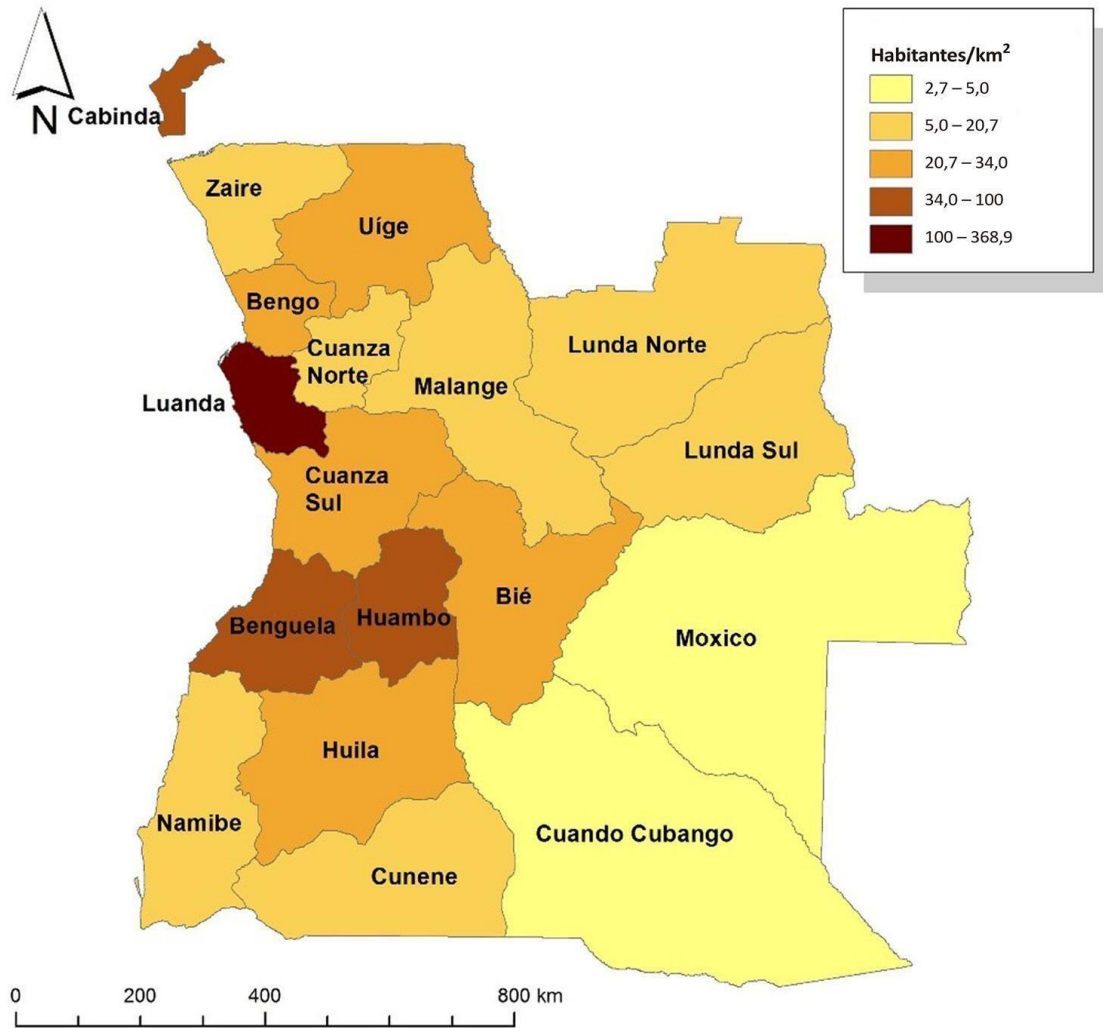 N
Cabinda
Habitantes/km²
2,7 – 5,0
5,0 – 20,7
20,7 – 34,0
34,0 – 100
100 – 368,9
Zaire
Uíge
Bengo
Cuanza
Norte
Lunda Norte
Malange
Luanda
Lunda Sul
Cuanza
Sul
Bié
Huambo
Benguela
Moxico
Huila
Namibe
Cuando Cubango
Cunene
0 200 400 800 km